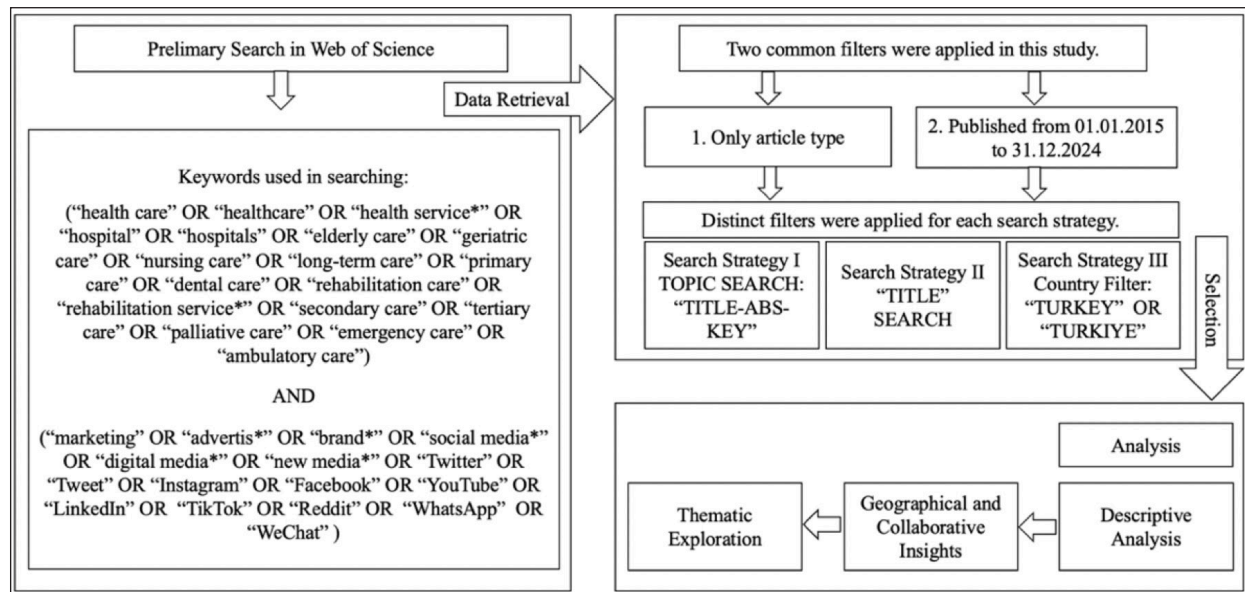 Prelimary Search in Web of Science
Keywords used in searching:
(“health care” OR “healthcare” OR “health service*” OR
“hospital” OR “hospitals” OR “elderly care” OR “geriatric
care” OR “nursing care” OR “long-term care” OR “primary
care” OR “dental care” OR “rehabilitation care” OR
“rehabilitation service*” OR “secondary care” OR “tertiary
care” OR “palliative care” OR “emergency care” OR
“ambulatory care”)
AND
(“marketing” OR “advertis*” OR “brand*” OR “social media*”
OR “digital media*” OR “new media*” OR “Twitter” OR
“Tweet” OR “Instagram” OR “Facebook” OR “YouTube” OR
“LinkedIn” OR “TikTok” OR “Reddit” OR “WhatsApp” OR
“WeChat” )
Data Retrieval
Two common filters were applied in this study.
1. Only article type
2. Published from 01.01.2015
to 31.12.2024
Distinct filters were applied for each search strategy.
Search Strategy I
TOPIC SEARCH:
“TITLE-ABS-
KEY”
Search Strategy II
“TITLE”
SEARCH
Search Strategy III
Country Filter:
“TURKEY” OR
“TURKIYE”
Selection
Analysis
Descriptive
Analysis
Geographical and
Collaborative
Insights
Thematic
Exploration